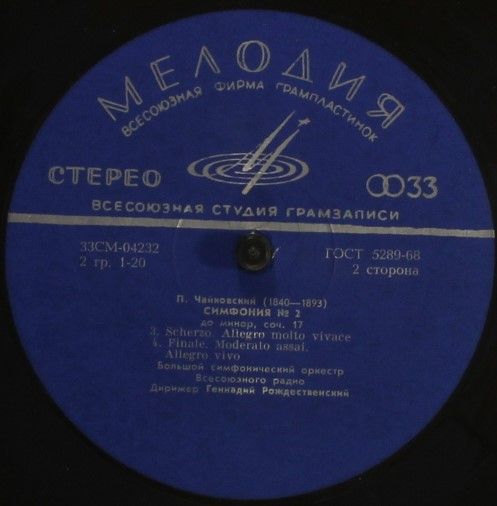 МЕЛОДИЯ
ВСЕСОЮЗНАЯ ФИРМА ГРАМПЛАСТИНОК
СТЕРЕО
33
ВСЕСОЮЗНАЯ СТУДИЯ ГРАМЗАПИСИ
33СМ-04232
ГОСТ 5289-68
2 гр. 1-20
2 сторона
П. Чайковский (1840—1893)
СИМФОНИЯ № 2
до минор, соч. 17
3. Scherzo. Allegro molto vivace
4. Finale. Moderato assai.
Allegro vivo
Большой симфонический оркестр
Всесоюзного радио
Дирижер Геннадий Рождественский